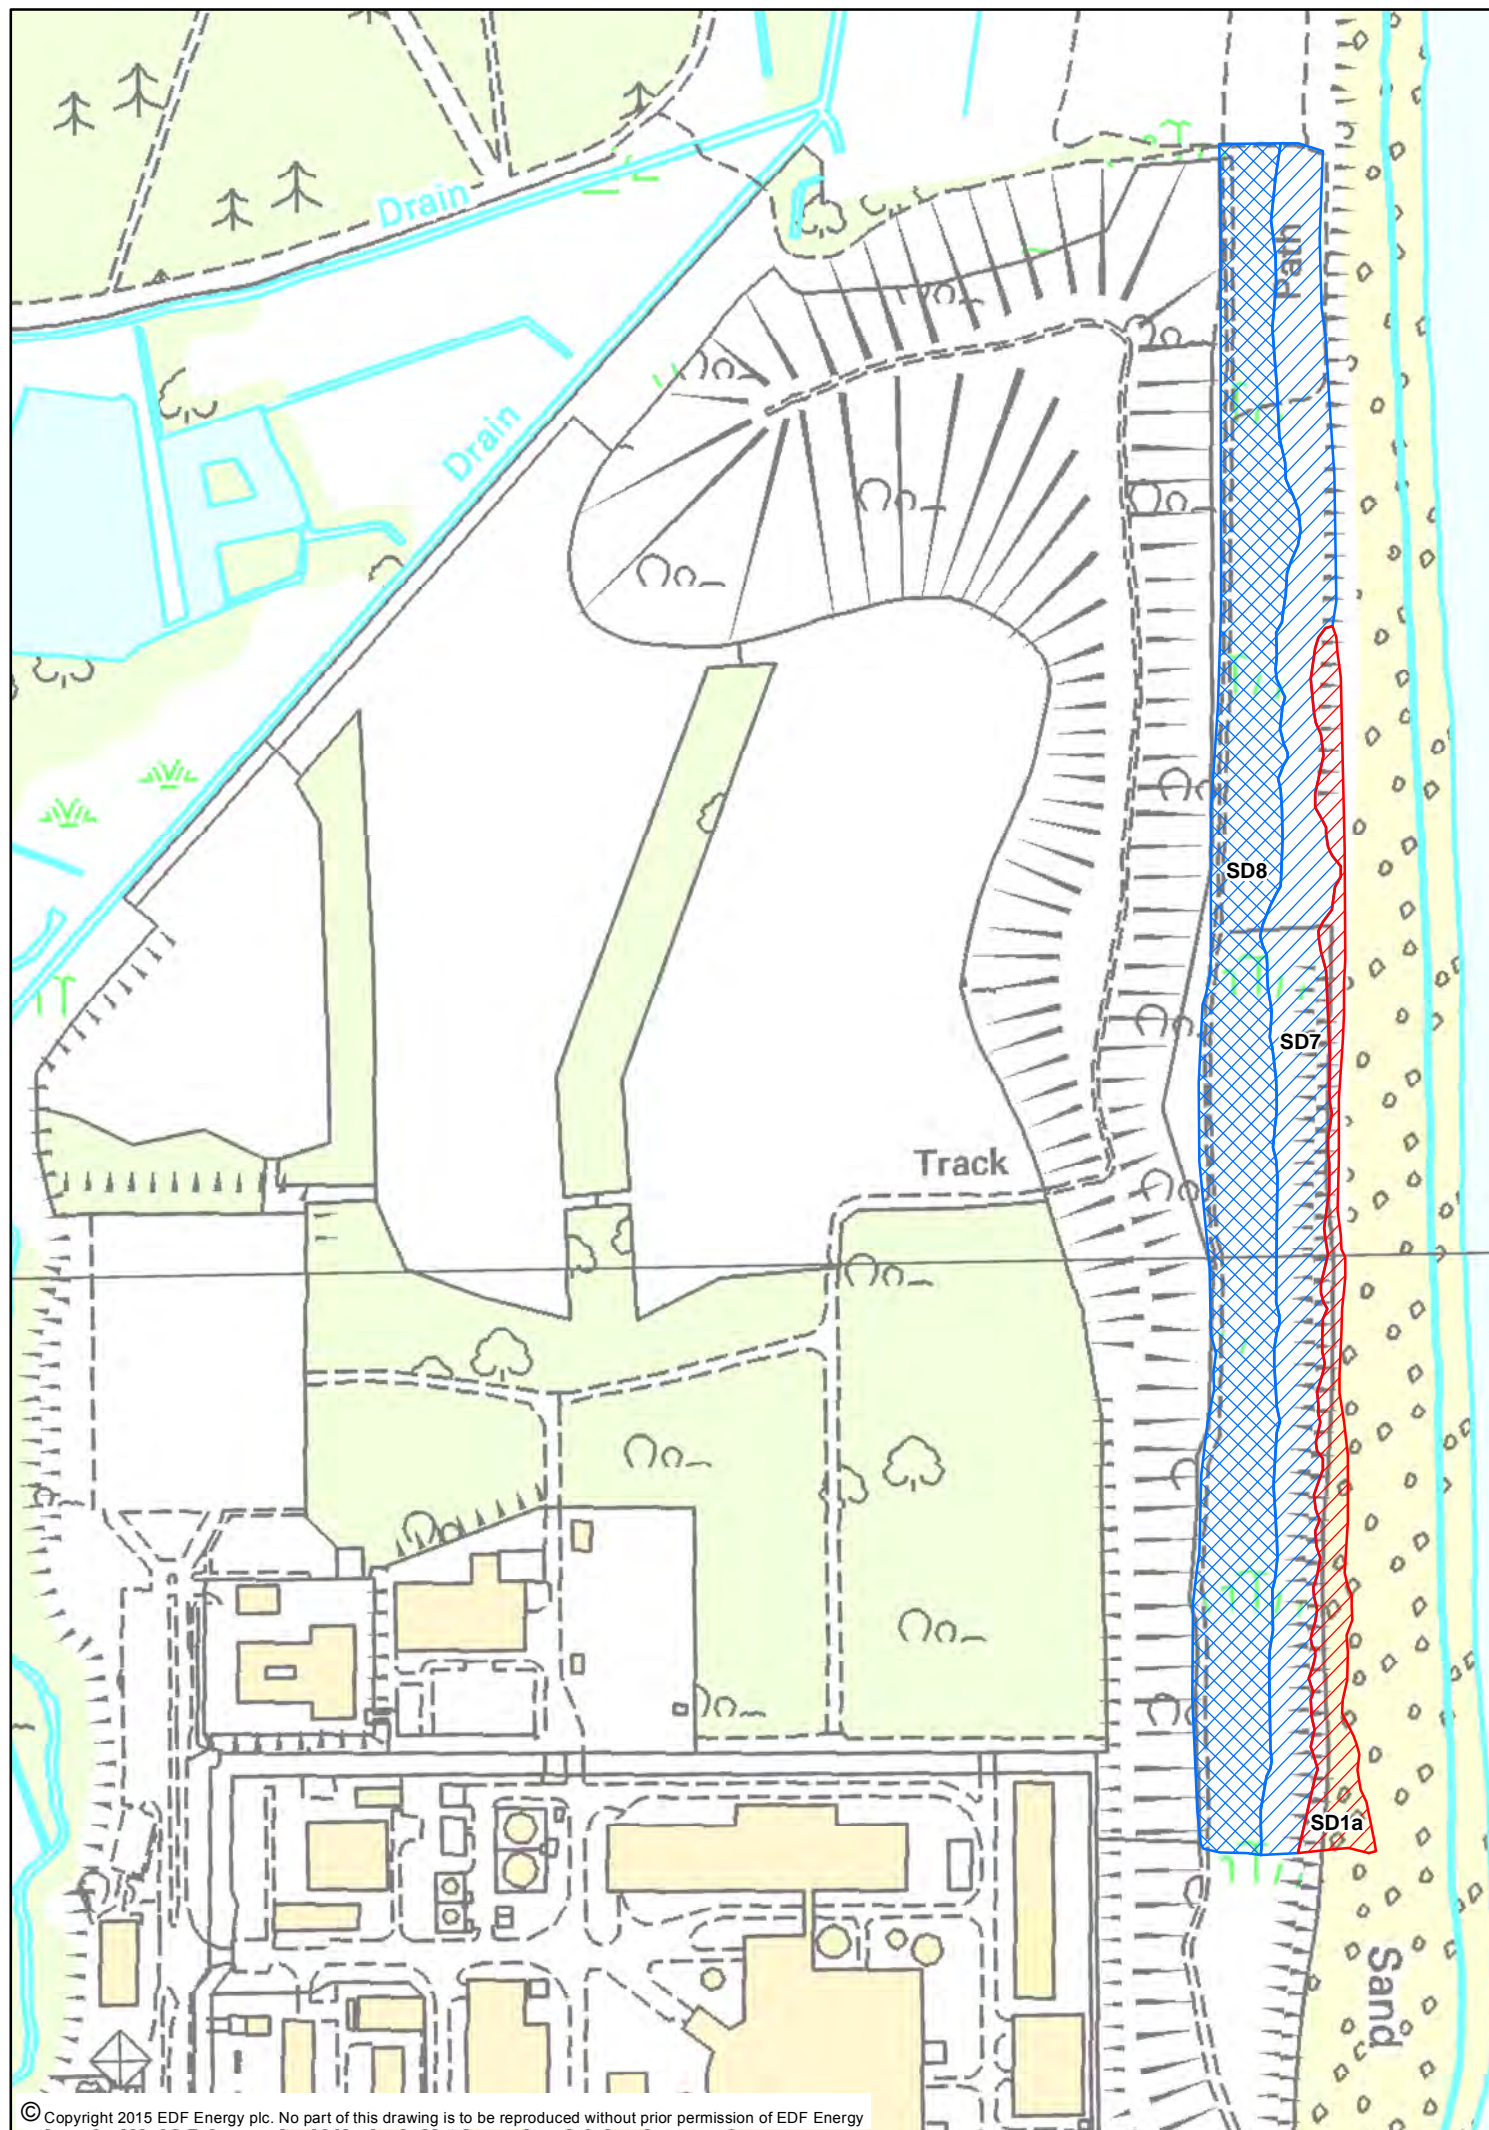 Drain
Path
Drain
SD8
SD7
Track
SD1a
Sand
© Copyright 2015 EDF Energy plc. No part of this drawing is to be reproduced without prior permission of EDF Energy